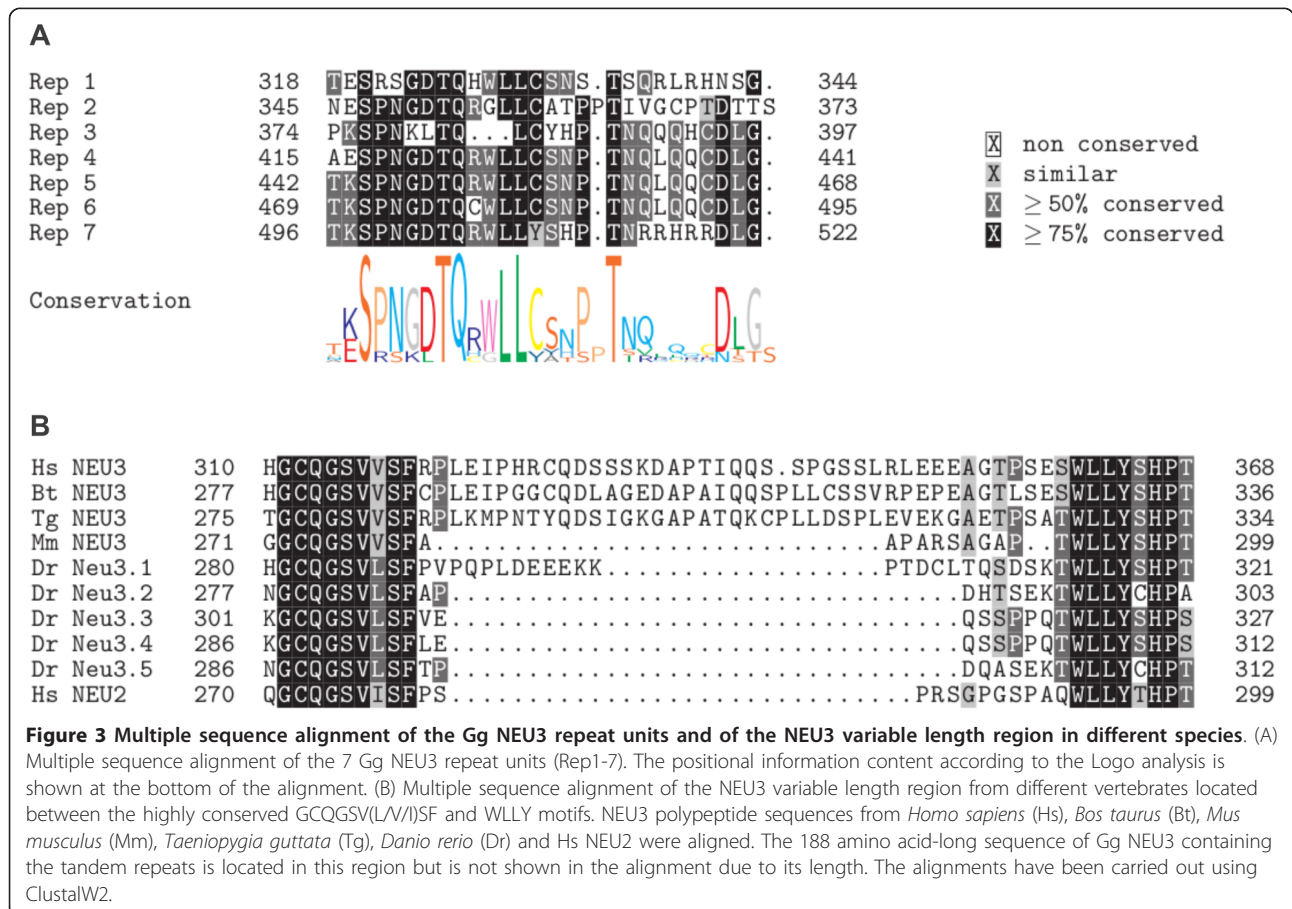 A
Rep 1 318 TESRSGDTQHWLLCSNS.TSQRLRHNSG. 344
Rep 2 345 NESPNGDTQRGLLCATPPTIVGCPTDTTS 373
Rep 3 374 PKSPNKLTQ...LCYHP.TNQQQHCDLG. 397
Rep 4 415 AESPNGDTQRWLLCSNP.TNQLQQCDLG. 441
Rep 5 442 TKSPNGDTQRWLLCSNP.TNQLQQCDLG. 468
Rep 6 469 TKSPNGDTQCWLLCSNP.TNQLQQCDLG. 495
Rep 7 496 TKSPNGDTQRWLLYSHP.TNRRHRRDLG. 522
X non conserved
X similar
X ≥ 50% conserved
X ≥ 75% conserved
Conservation
B
Hs NEU3 310 HGCQGSVVSFRPLEIPHRCQDSSSKDAPTIQQS.SPGSSLRLEEEAGTPSESWLLYSHPT 368
Bt NEU3 277 HGCQGSVVSFCPLEIPGGCQDLAGEDAPAIQQSPLLCSSVRPEPEAGTLSESWLLYSHPT 336
Tg NEU3 275 TGCQGSVVSFRPLKMPNTYQDSIGKGAPATQKCPLLDSPLEVEKGAETPSATWLLYSHPT 334
Mm NEU3 271 GGCQGSVVSFA.............................APARSAGAP..TWLLYSHPT 299
Dr Neu3.1 280 HGCQGSVLSFPVPQPLDEEEKK..................PTDCLTQSDSKTWLLYSHPT 321
Dr Neu3.2 277 NGCQGSVLSFAP.................................DHTSEKTWLLYCHPA 303
Dr Neu3.3 301 KGCQGSVLSFVE.................................QSSPPQTWLLYSHPS 327
Dr Neu3.4 286 KGCQGSVLSFLE.................................QSSPPQTWLLYSHPS 312
Dr Neu3.5 286 NGCQGSVLSFTP.................................DQASEKTWLLYCHPT 312
Hs NEU2 270 QGCQGSVISFPS..............................PRSGPGSPAQWLLYTHPT 299
Figure 3 Multiple sequence alignment of the Gg NEU3 repeat units and of the NEU3 variable length region in different species. (A)
Multiple sequence alignment of the 7 Gg NEU3 repeat units (Rep1-7). The positional information content according to the Logo analysis is
shown at the bottom of the alignment. (B) Multiple sequence alignment of the NEU3 variable length region from different vertebrates located
between the highly conserved GCQGSV(L/V/I)SF and WLLY motifs. NEU3 polypeptide sequences from Homo sapiens (Hs), Bos taurus (Bt), Mus
musculus (Mm), Taeniopygia guttata (Tg), Danio rerio (Dr) and Hs NEU2 were aligned. The 188 amino acid-long sequence of Gg NEU3 containing
the tandem repeats is located in this region but is not shown in the alignment due to its length. The alignments have been carried out using
ClustalW2.